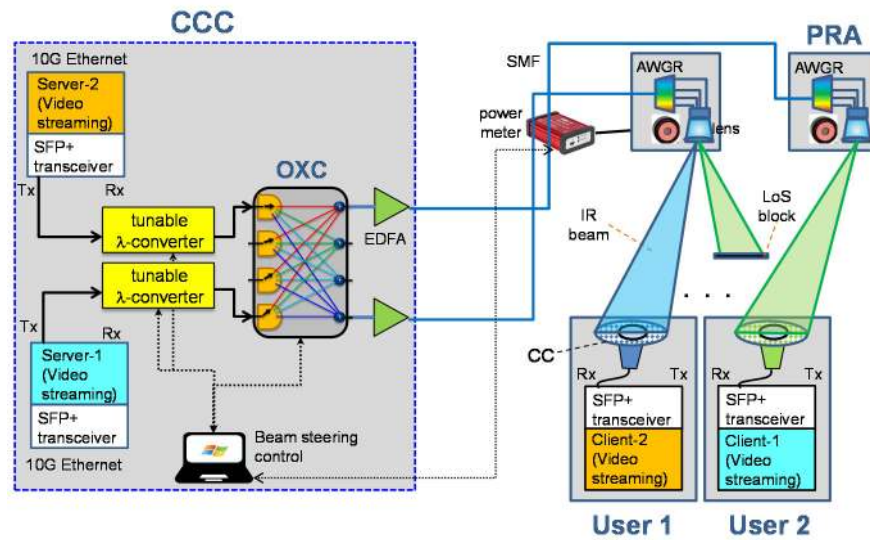 CCC
10G Ethernet
Server-2
(Video
streaming)
SFP+
transceiver
Tx
Rx
tunable
λ-converter
tunable
λ-converter
OXC
EDFA
Tx
Rx
Server-1
(Video
streaming)
SFP+
transceiver
10G Ethernet
Beam steering
control
SMF
power
meter
AWGR
lens
PRA
AWGR
IR
beam
LoS
block
. . .
CC
Rx
Tx
SFP+
transceiver
Client-2
(Video
streaming)
User 1
Rx
Tx
SFP+
transceiver
Client-1
(Video
streaming)
User 2